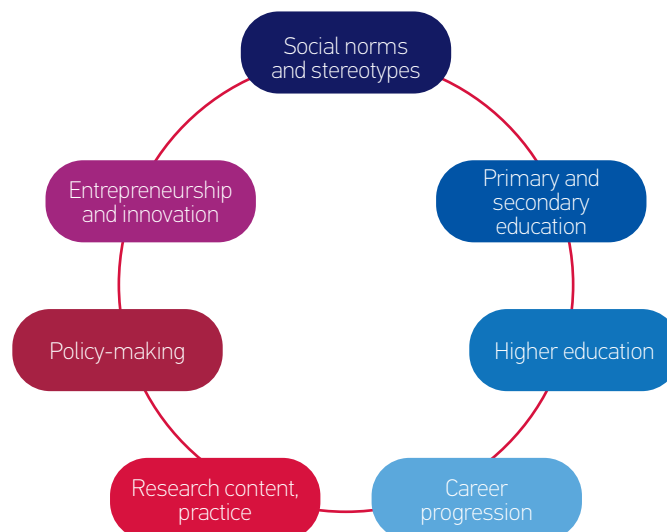 Social norms
and stereotypes
Primary and
secondary
education
Higher education
Career
progression
Research content,
practice
Policy-making
Entrepreneurship
and innovation